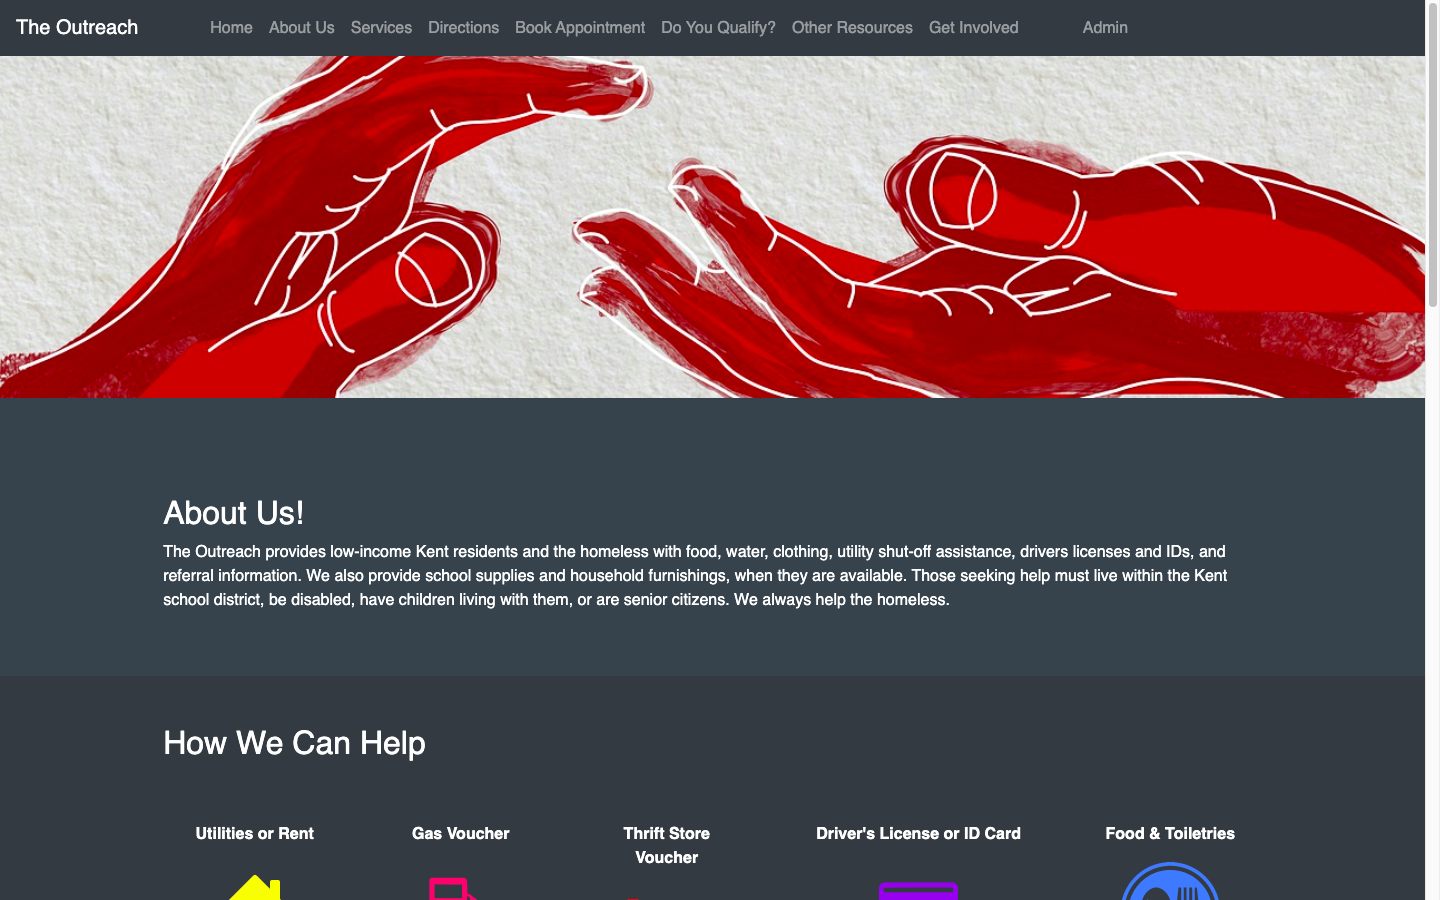 The Outreach
Home About Us Services Directions Book Appointment Do You Qualify? Other Resources Get Involved Admin
About Us!
The Outreach provides low-income Kent residents and the homeless with food, water, clothing, utility shut-off assistance, drivers licenses and IDs, and
referral information. We also provide school supplies and household furnishings, when they are available. Those seeking help must live within the Kent
school district, be disabled, have children living with them, or are senior citizens. We always help the homeless.
How We Can Help
Utilities or Rent
Gas Voucher
Thrift Store
Voucher
Driver's License or ID Card
Food & Toiletries